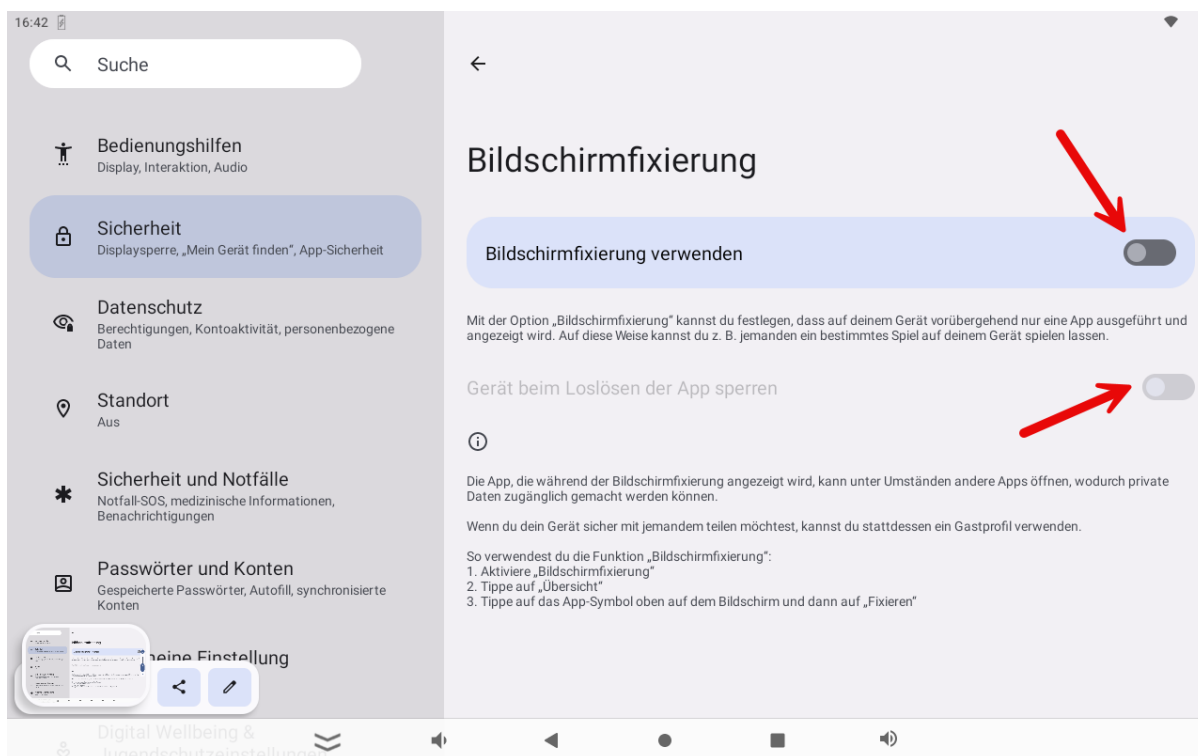 16:42
Suche
Bedienungshilfen
Display, Interaktion, Audio
Sicherheit
Displaysperre, „Mein Gerät finden“, App-Sicherheit
Datenschutz
Berechtigungen, Kontoaktivität, personenbezogene
Daten
Standort
Aus
Sicherheit und Notfälle
Notfall-SOS, medizinische Informationen,
Benachrichtigungen
Passwörter und Konten
Gespeicherte Passwörter, Autofill, synchronisierte
Konten
eine Einstellung
Digital Wellbeing &
Jugendschutzeinstellungen
Bildschirmfixierung
Bildschirmfixierung verwenden
Mit der Option „Bildschirmfixierung“ kannst du festlegen, dass auf deinem Gerät vorübergehend nur eine App ausgeführt und
angezeigt wird. Auf diese Weise kannst du z. B. jemanden ein bestimmtes Spiel auf deinem Gerät spielen lassen.
Gerät beim Loslösen der App sperren
Die App, die während der Bildschirmfixierung angezeigt wird, kann unter Umständen andere Apps öffnen, wodurch private
Daten zugänglich gemacht werden können.
Wenn du dein Gerät sicher mit jemandem teilen möchtest, kannst du stattdessen ein Gastprofil verwenden.
So verwendest du die Funktion „Bildschirmfixierung“:
1. Aktiviere „Bildschirmfixierung“
2. Tippe auf „Übersicht“
3. Tippe auf das App-Symbol oben auf dem Bildschirm und dann auf „Fixieren“